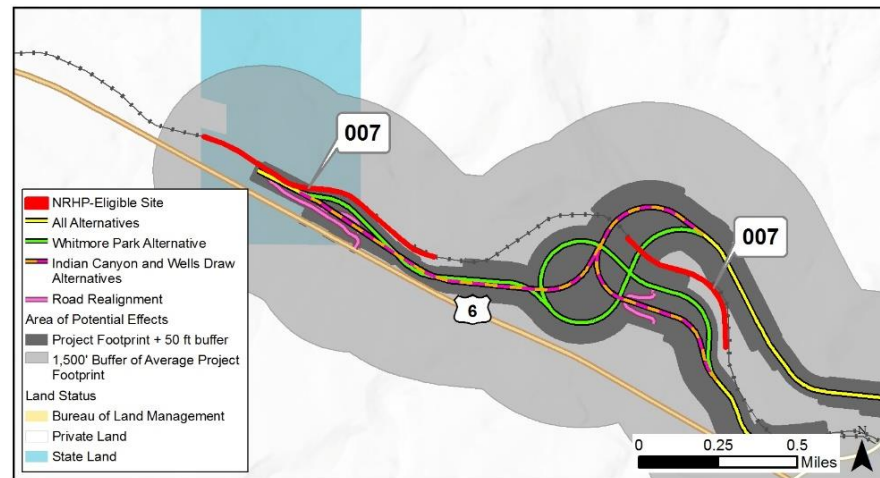 007
007
6
NRHP-Eligible Site
All Alternatives
Whitmore Park Alternative
Indian Canyon and Wells Draw
Alternatives
Road Realignment
Area of Potential Effects
Project Footprint + 50 ft buffer
1,500' Buffer of Average Project
Footprint
Land Status
Bureau of Land Management
Private Land
State Land
0 0.25 0.5
Miles
N